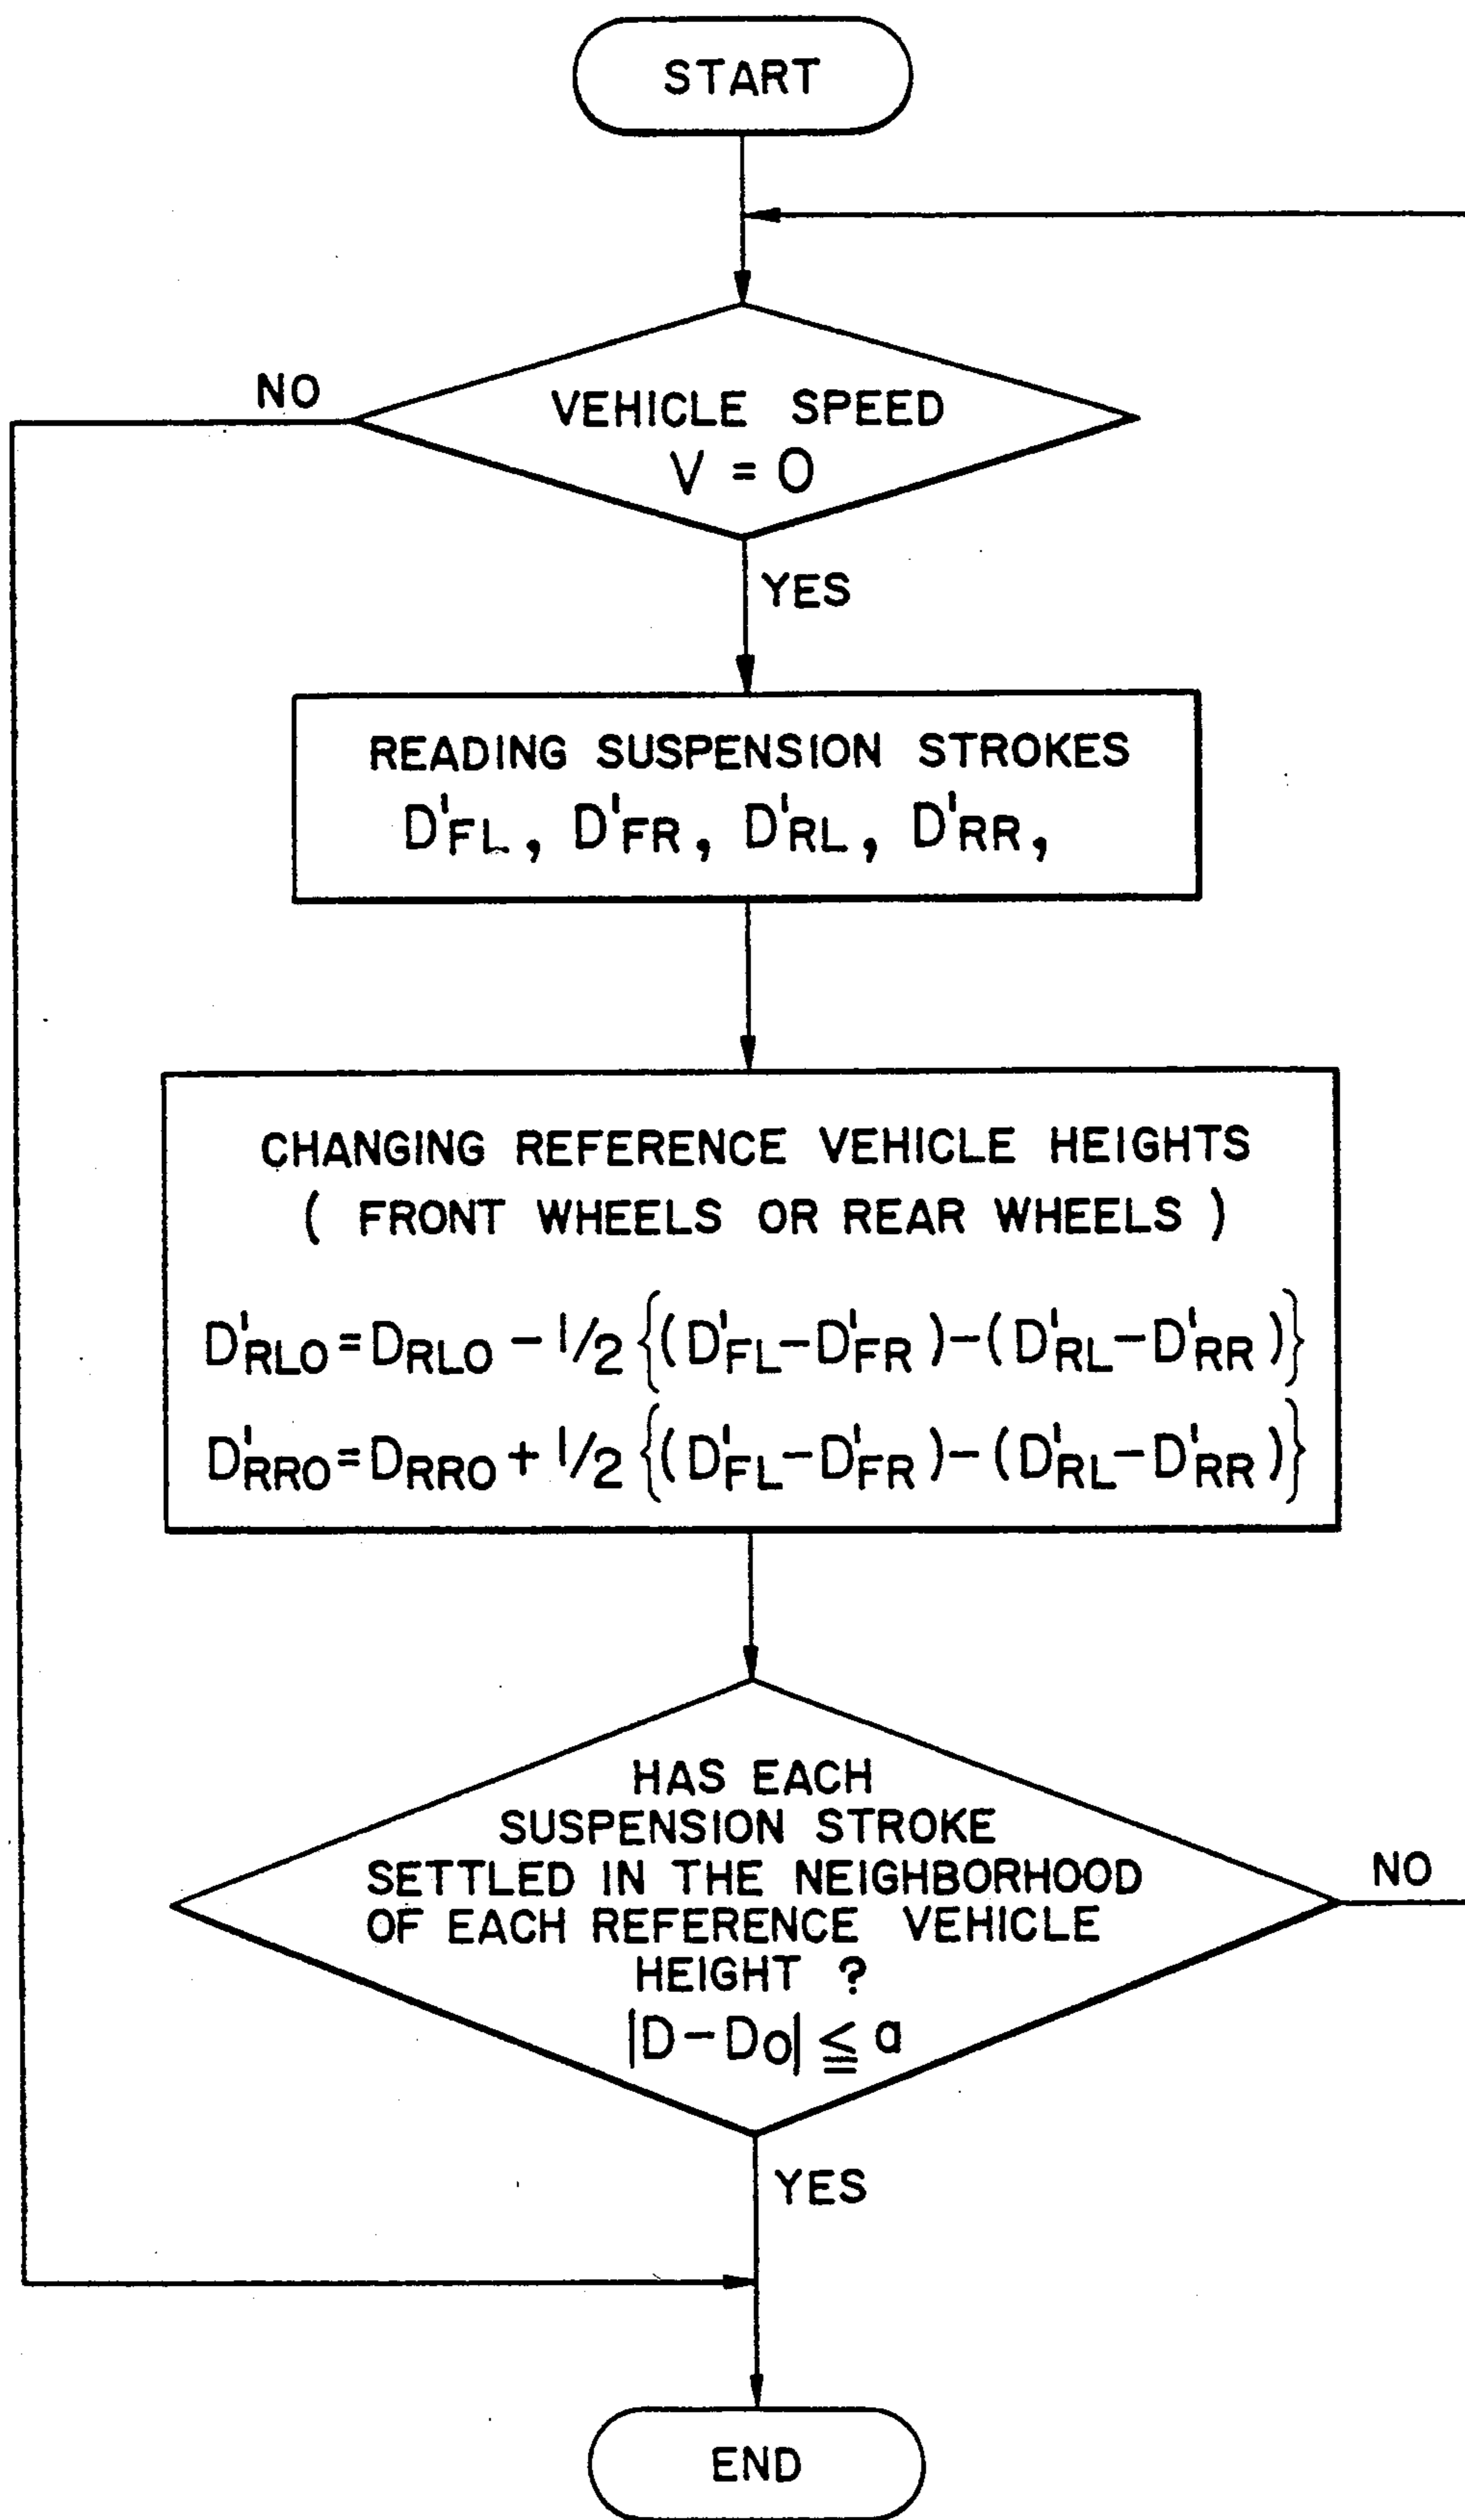 START
NO
VEHICLE SPEED
V = 0
YES
READING SUSPENSION STROKES
D'FL, D'FR, D'RL, D'RR,
CHANGING REFERENCE VEHICLE HEIGHTS
( FRONT WHEELS OR REAR WHEELS )
D'RLO = DRLO - 1/2 {(D'FL - D'FR) - (D'RL - D'RR)}
D'RRO = DRRO + 1/2 {(D'FL - D'FR) - (D'RL - D'RR)}
HAS EACH
SUSPENSION STROKE
SETTLED IN THE NEIGHBORHOOD
OF EACH REFERENCE VEHICLE
HEIGHT ?
|D - DO| ≦ a
NO
YES
END